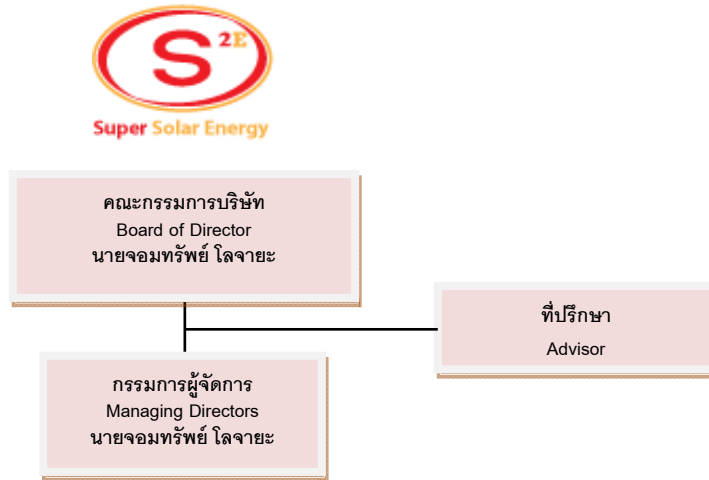 S 2E
Super Solar Energy
คณะกรรมการบริษัท
Board of Director
นายจอมทรัพย์ โลจายะ
ที่ปรึกษา
Advisor
กรรมการผู้จัดการ
Managing Directors
นายจอมทรัพย์ โลจายะ